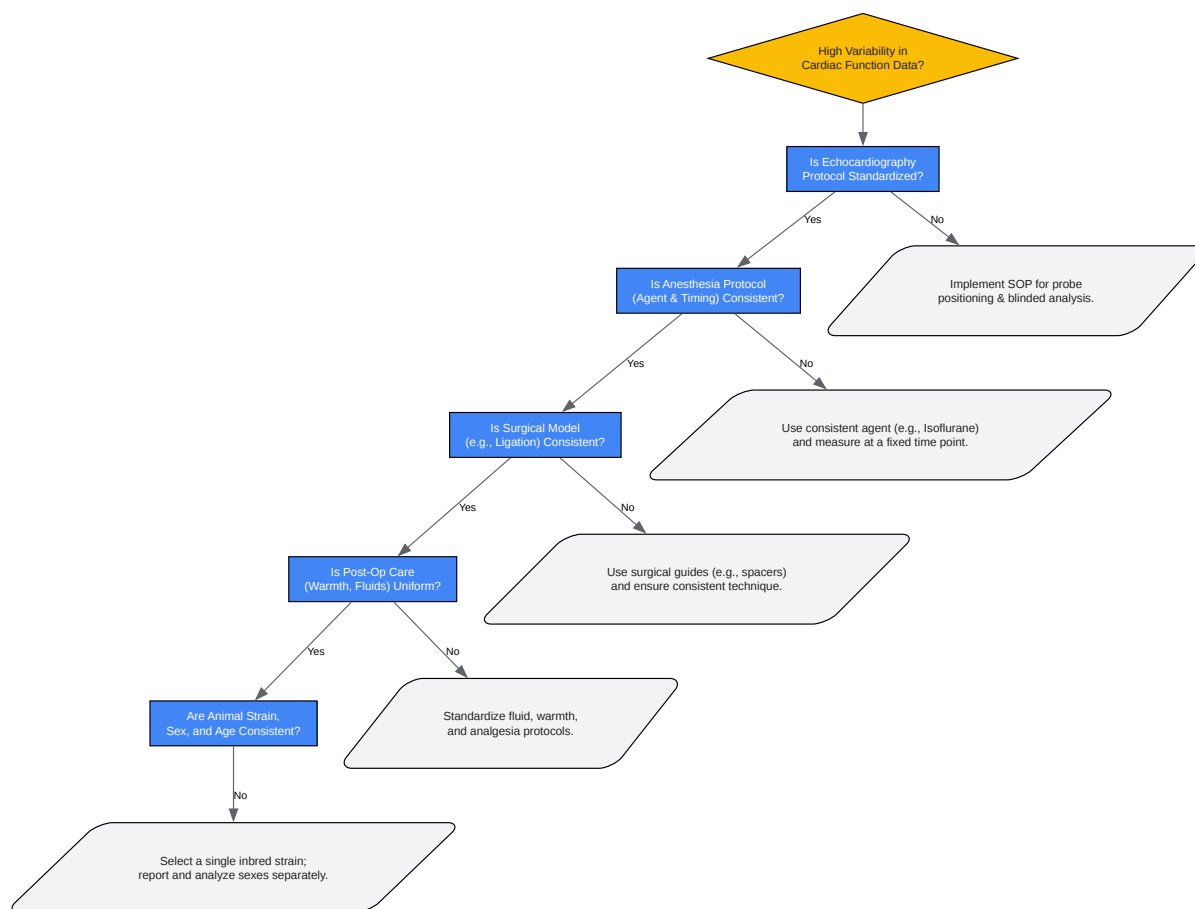 High Variability in
Cardiac Function Data?
Is Echocardiography
Protocol Standardized?
Yes
No
Is Anesthesia Protocol
(Agent & Timing) Consistent?
Implement SOP for probe
positioning & blinded analysis.
Yes
No
Is Surgical Model
(e.g., Ligation) Consistent?
Use consistent agent (e.g., Isoflurane)
and measure at a fixed time point.
Yes
No
Is Post-Op Care
(Warmth, Fluids) Uniform?
Use surgical guides (e.g., spacers)
and ensure consistent technique.
Yes
No
Are Animal Strain,
Sex, and Age Consistent?
Standardize fluid, warmth,
and analgesia protocols.
No
Select a single inbred strain;
report and analyze sexes separately.